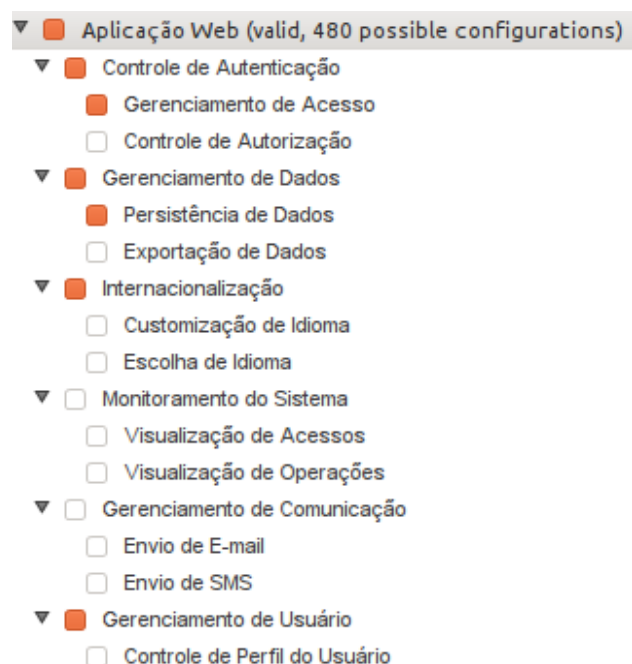 Aplicação Web (valid, 480 possible configurations)
Controle de Autenticação
Gerenciamento de Acesso
Controle de Autorização
Gerenciamento de Dados
Persistência de Dados
Exportação de Dados
Internacionalização
Customização de Idioma
Escolha de Idioma
Monitoramento do Sistema
Visualização de Acessos
Visualização de Operações
Gerenciamento de Comunicação
Envio de E-mail
Envio de SMS
Gerenciamento de Usuário
Controle de Perfil do Usuário